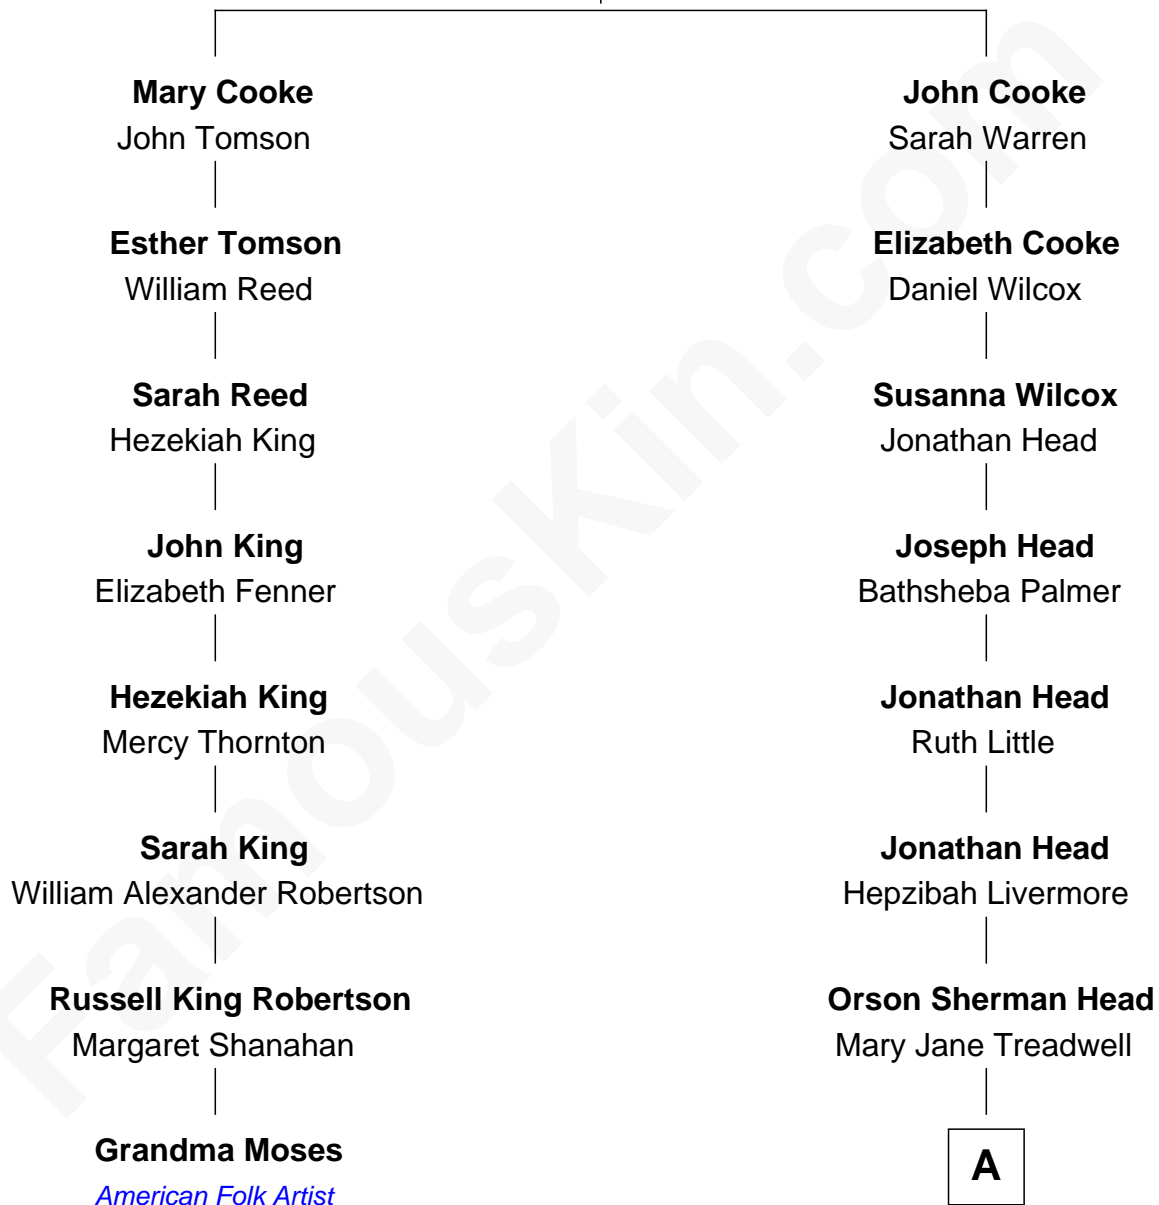 Mary Cooke
John Tomson
Esther Tomson
William Reed
Sarah Reed
Hezekiah King
John King
Elizabeth Fenner
Hezekiah King
Mercy Thornton
Sarah King
William Alexander Robertson
Russell King Robertson
Margaret Shanahan
Grandma Moses
American Folk Artist
John Cooke
Sarah Warren
Elizabeth Cooke
Daniel Wilcox
Susanna Wilcox
Jonathan Head
Joseph Head
Bathsheba Palmer
Jonathan Head
Ruth Little
Jonathan Head
Hepzibah Livermore
Orson Sherman Head
Mary Jane Treadwell
A
FamousKin.com